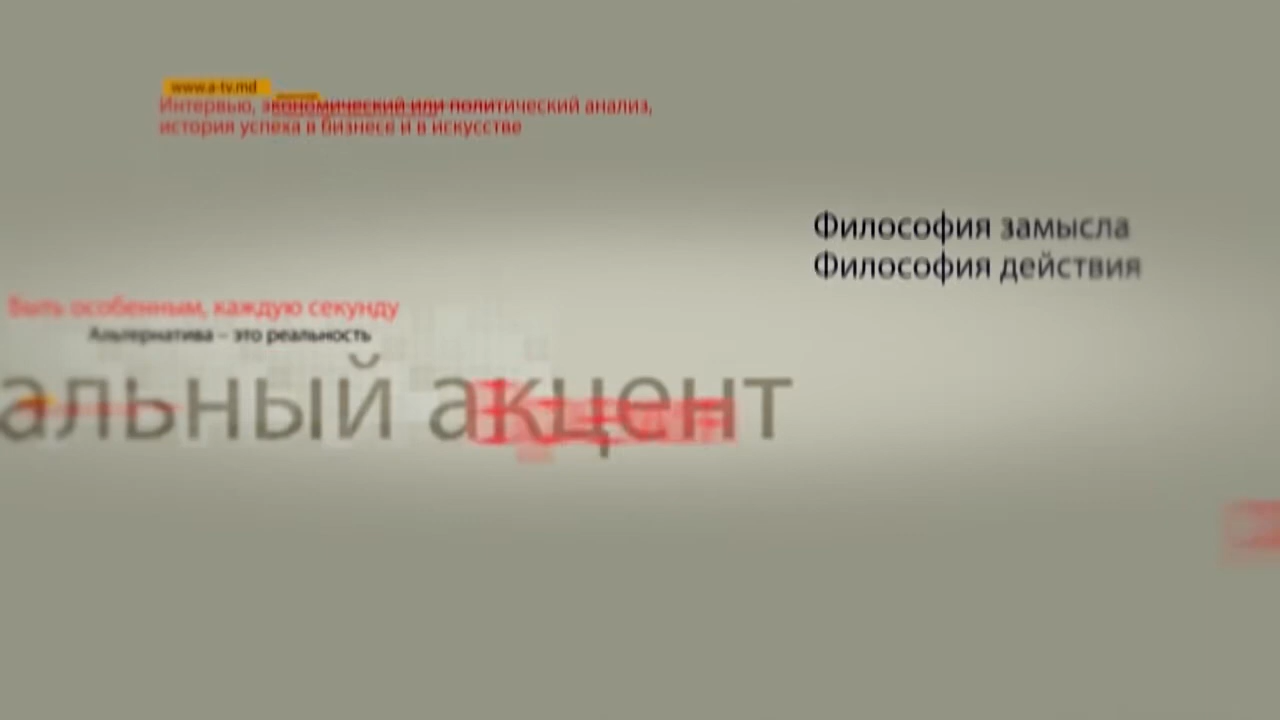 www.a-tv.md
Интервью, экономический или политический анализ,
история успеха в бизнесе и в искусстве
Философия замысла
Философия действия
Быть особенным, каждую секунду
Альтернатива – это реальность
альный акцент